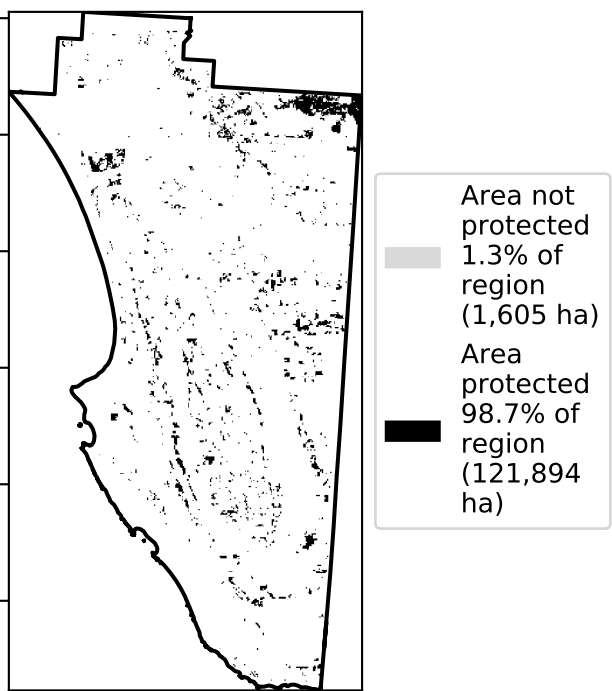 Area not
protected
1.3% of
region
(1,605 ha)
Area
protected
98.7% of
region
(121,894
ha)